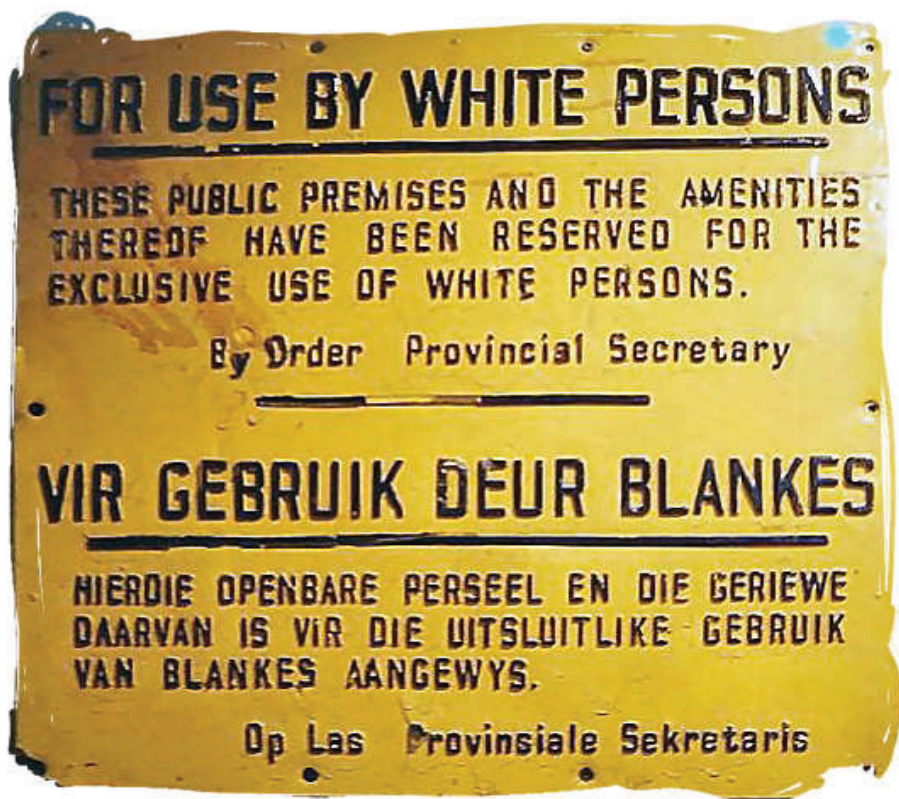 FOR USE BY WHITE PERSONS
THESE PUBLIC PREMISES AND THE AMENITIES
THEREOF HAVE BEEN RESERVED FOR THE
EXCLUSIVE USE OF WHITE PERSONS.
By Order Provincial Secretary
VIR GEBRUIK DEUR BLANKES
HIERDIE OPENBARE PERSEEL EN DIE GERIEWE
DAARVAN IS VIR DIE UITSLUITLIKE GEBRUIK
VAN BLANKES AANGEWYS.
Op Las Provinsiale Sekretaris